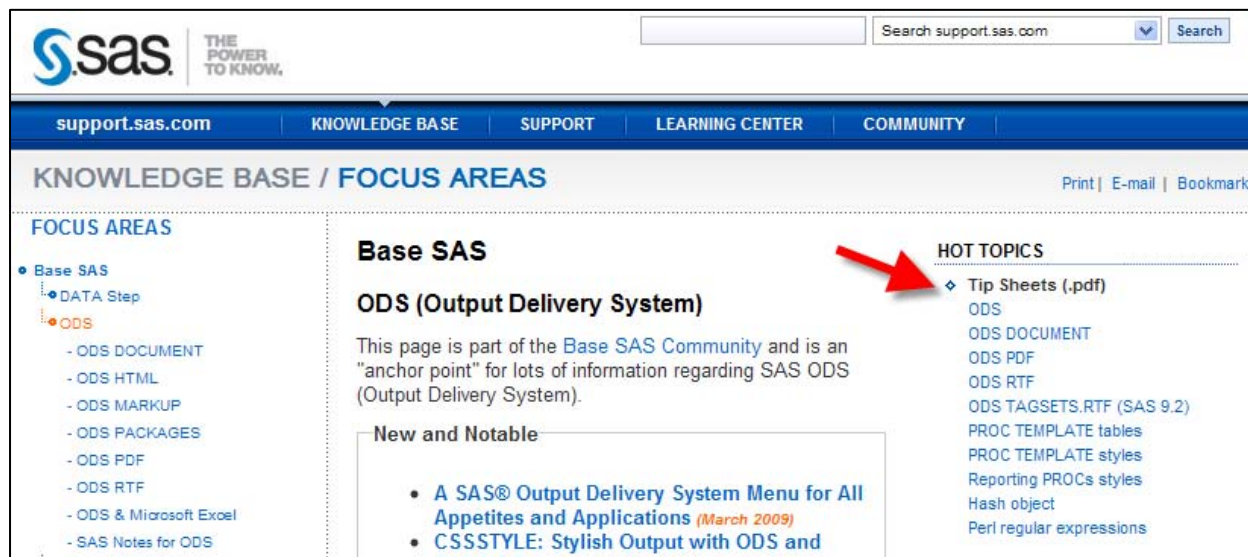 sas
THE
POWER
TO KNOW.
Search support.sas.com
Search
support.sas.com
KNOWLEDGE BASE
SUPPORT
LEARNING CENTER
COMMUNITY
KNOWLEDGE BASE / FOCUS AREAS
Print | E-mail | Bookmark
FOCUS AREAS
Base SAS
DATA Step
ODS
- ODS DOCUMENT
- ODS HTML
- ODS MARKUP
- ODS PACKAGES
- ODS PDF
- ODS RTF
- ODS & Microsoft Excel
- SAS Notes for ODS
Base SAS
ODS (Output Delivery System)
This page is part of the Base SAS Community and is an
"anchor point" for lots of information regarding SAS ODS
(Output Delivery System).
New and Notable
• A SAS® Output Delivery System Menu for All
Appetites and Applications (March 2009)
• CSSSTYLE: Stylish Output with ODS and
HOT TOPICS
Tip Sheets (.pdf)
ODS
ODS DOCUMENT
ODS PDF
ODS RTF
ODS TAGSETS.RTF (SAS 9.2)
PROC TEMPLATE tables
PROC TEMPLATE styles
Reporting PROCs styles
Hash object
Perl regular expressions